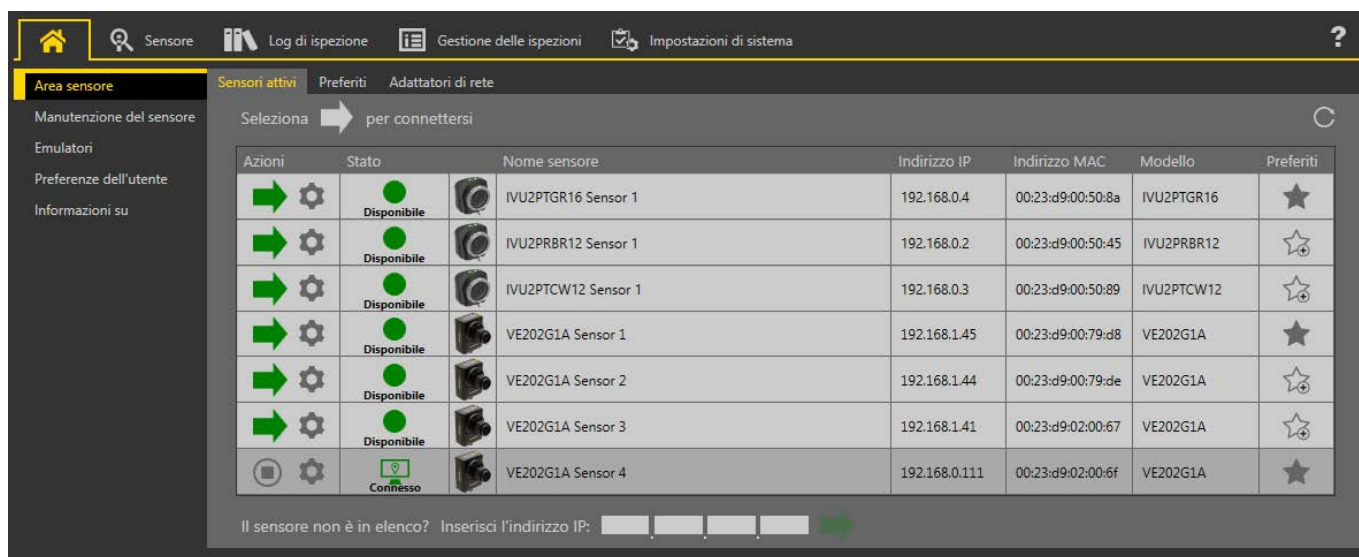 Sensore Log di ispezione Gestione delle ispezioni Impostazioni di sistema ?
Area sensore
Manutenzione del sensore
Emulatori
Preferenze dell'utente
Informazioni su
Sensori attivi Preferiti Adattatori di rete
Seleziona per connettersi
Azioni Stato Nome sensore Indirizzo IP Indirizzo MAC Modello Preferiti
Disponibile IVU2PTGR16 Sensor 1 192.168.0.4 00:23:d9:00:50:8a IVU2PTGR16
Disponibile IVU2PRBR12 Sensor 1 192.168.0.2 00:23:d9:00:50:45 IVU2PRBR12
Disponibile IVU2PTCW12 Sensor 1 192.168.0.3 00:23:d9:00:50:89 IVU2PTCW12
Disponibile VE202G1A Sensor 1 192.168.1.45 00:23:d9:00:79:d8 VE202G1A
Disponibile VE202G1A Sensor 2 192.168.1.44 00:23:d9:00:79:de VE202G1A
Disponibile VE202G1A Sensor 3 192.168.1.41 00:23:d9:02:00:67 VE202G1A
Connesso VE202G1A Sensor 4 192.168.0.111 00:23:d9:02:00:6f VE202G1A
Il sensore non è in elenco? Inserisci l'indirizzo IP: . . .